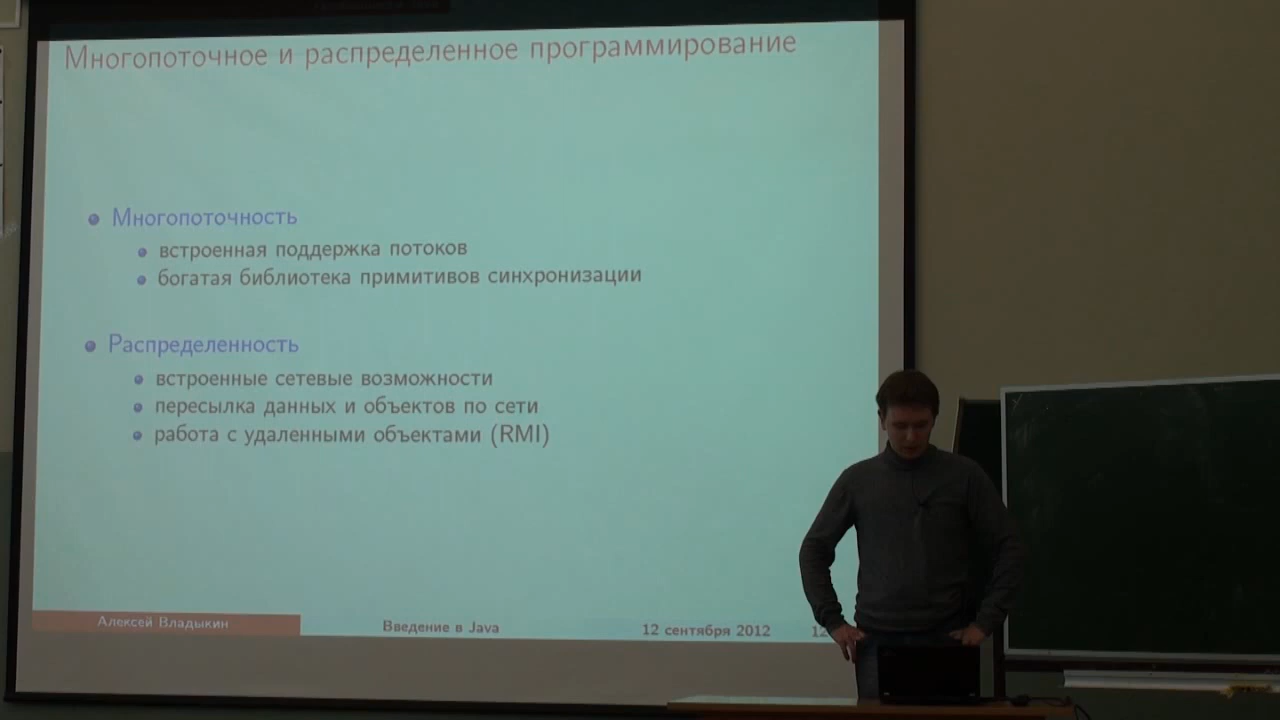 Многопоточное и распределенное программирование
Многопоточность
встроенная поддержка потоков
богатая библиотека примитивов синхронизации
Распределенность
встроенные сетевые возможности
пересылка данных и объектов по сети
работа с удаленными объектами (RMI)
Алексей Владыкин Введение в Java 12 сентября 2012 12